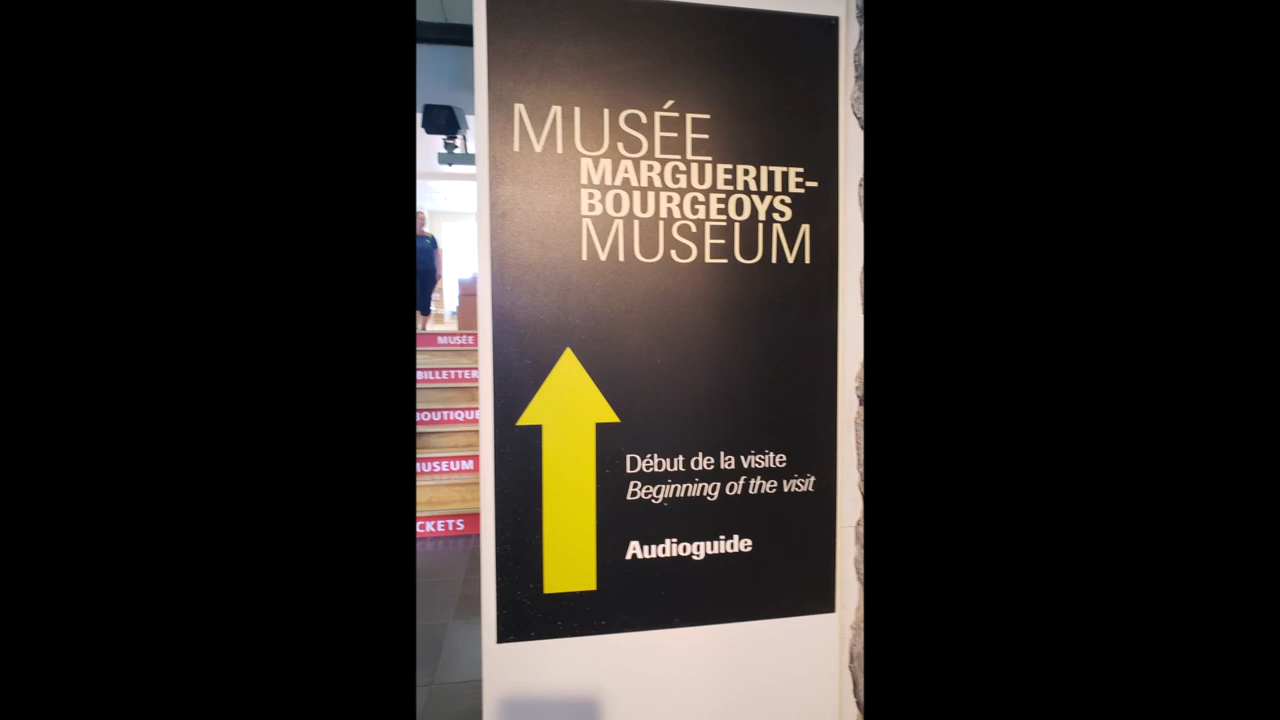 MUSÉE
MARGUERITE-
BOURGEOYS
MUSEUM
Début de la visite
Beginning of the visit
Audioguide
MUSÉE
BILLETTER
BOUTIQUE
MUSEUM
CKETS